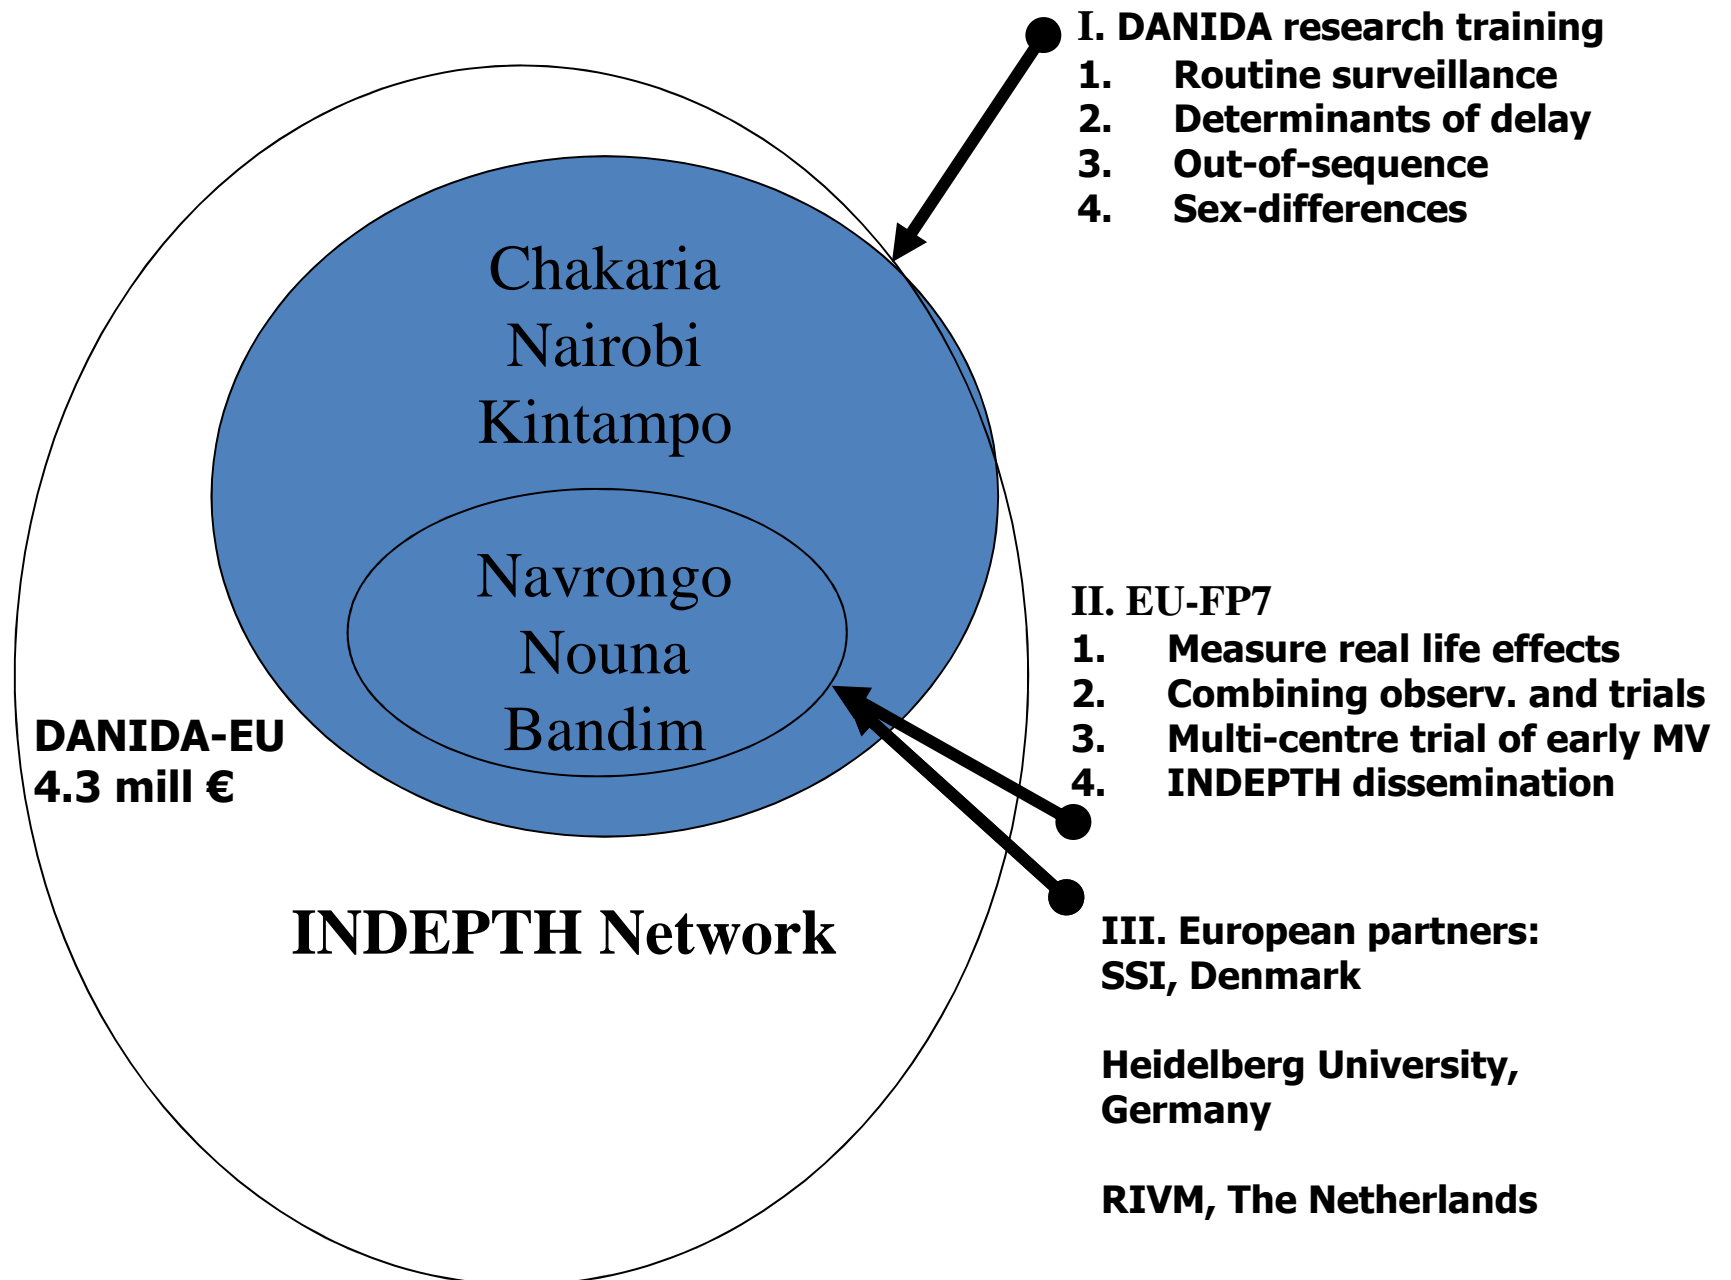 I. DANIDA research training
1. Routine surveillance
2. Determinants of delay
3. Out-of-sequence
4. Sex-differences
Chakaria
Nairobi
Kintampo
Navrongo
Nouna
Bandim
DANIDA-EU
4.3 mill €
INDEPTH Network
II. EU-FP7
1. Measure real life effects
2. Combining observ. and trials
3. Multi-centre trial of early MV
4. INDEPTH dissemination
III. European partners:
SSI, Denmark
Heidelberg University,
Germany
RIVM, The Netherlands